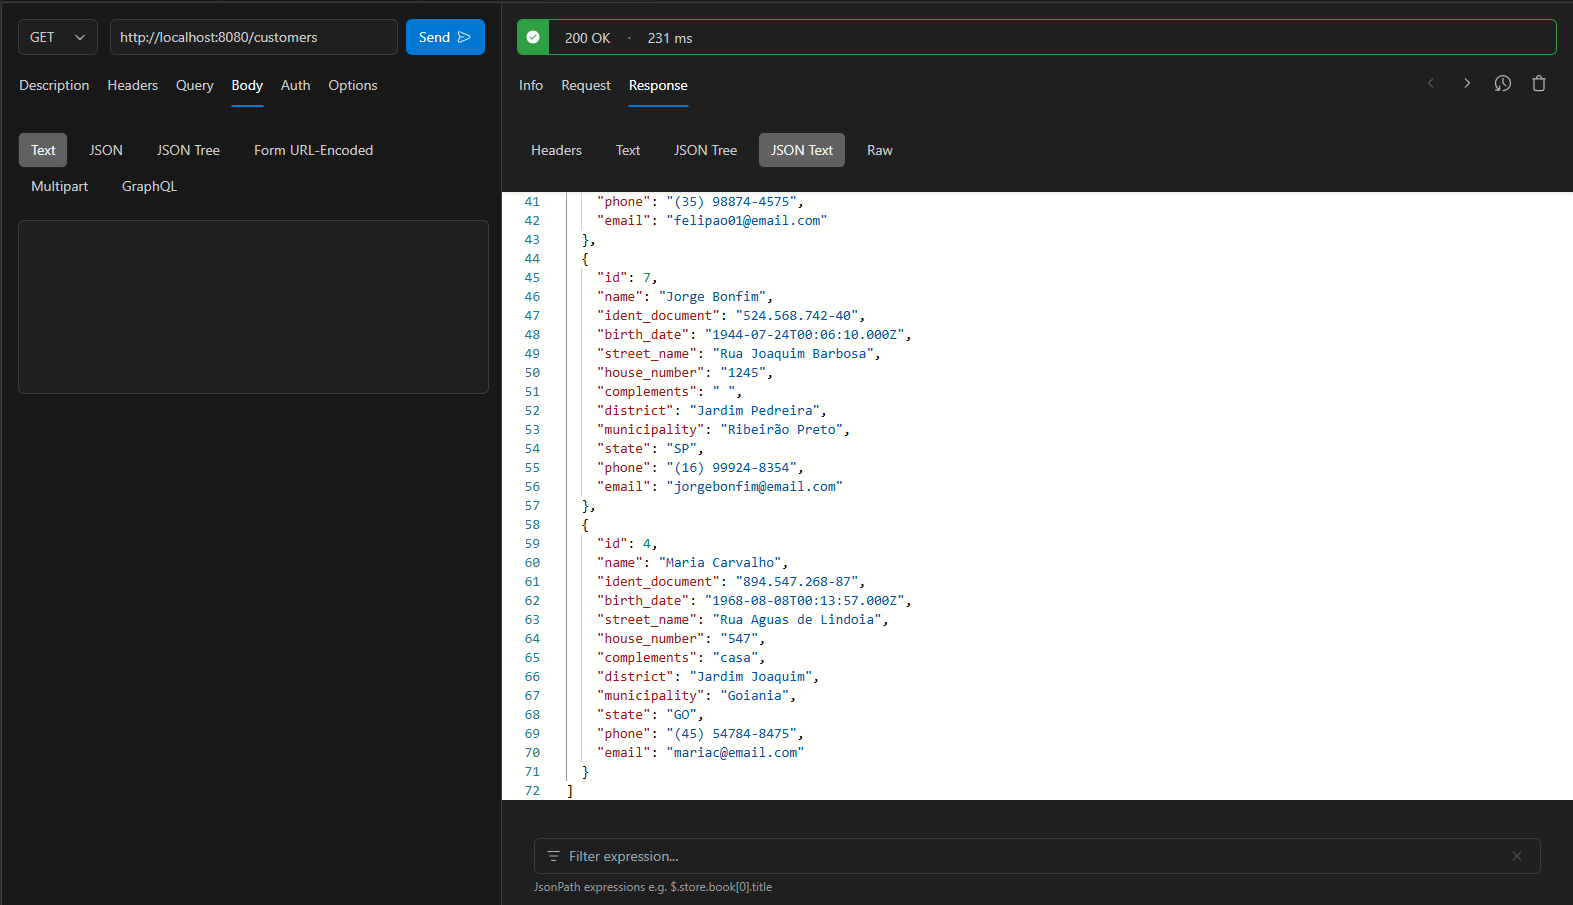 GET http://localhost:8080/customers Send
Description Headers Query Body Auth Options
Text JSON JSON Tree Form URL-Encoded
Multipart GraphQL
200 OK · 231 ms
Info Request Response
Headers Text JSON Tree JSON Text Raw
41 "phone": "(35) 98874-4575",
42 "email": "felipao01@email.com"
43 },
44 {
45 "id": 7,
46 "name": "Jorge Bonfim",
47 "ident_document": "524.568.742-40",
48 "birth_date": "1944-07-24T00:06:10.000Z",
49 "street_name": "Rua Joaquim Barbosa",
50 "house_number": "1245",
51 "complements": " ",
52 "district": "Jardim Pedreira",
53 "municipality": "Ribeirão Preto",
54 "state": "SP",
55 "phone": "(16) 99924-8354",
56 "email": "jorgebonfim@email.com"
57 },
58 {
59 "id": 4,
60 "name": "Maria Carvalho",
61 "ident_document": "894.547.268-87",
62 "birth_date": "1968-08-08T00:13:57.000Z",
63 "street_name": "Rua Aguas de Lindoia",
64 "house_number": "547",
65 "complements": "casa",
66 "district": "Jardim Joaquim",
67 "municipality": "Goiania",
68 "state": "GO",
69 "phone": "(45) 54784-8475",
70 "email": "mariac@email.com"
71 }
72 ]
Filter expression...
JsonPath expressions e.g. $.store.book[0].title